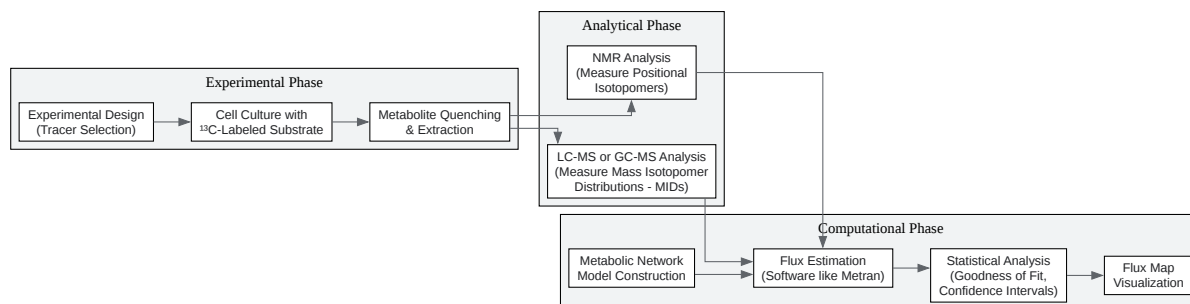 Experimental Phase
Experimental Design
(Tracer Selection)
Cell Culture with
¹³C-Labeled Substrate
Metabolite Quenching
& Extraction
Analytical Phase
NMR Analysis
(Measure Positional
Isotopomers)
LC-MS or GC-MS Analysis
(Measure Mass Isotopomer
Distributions - MIDs)
Computational Phase
Metabolic Network
Model Construction
Flux Estimation
(Software like Metran)
Statistical Analysis
(Goodness of Fit,
Confidence Intervals)
Flux Map
Visualization